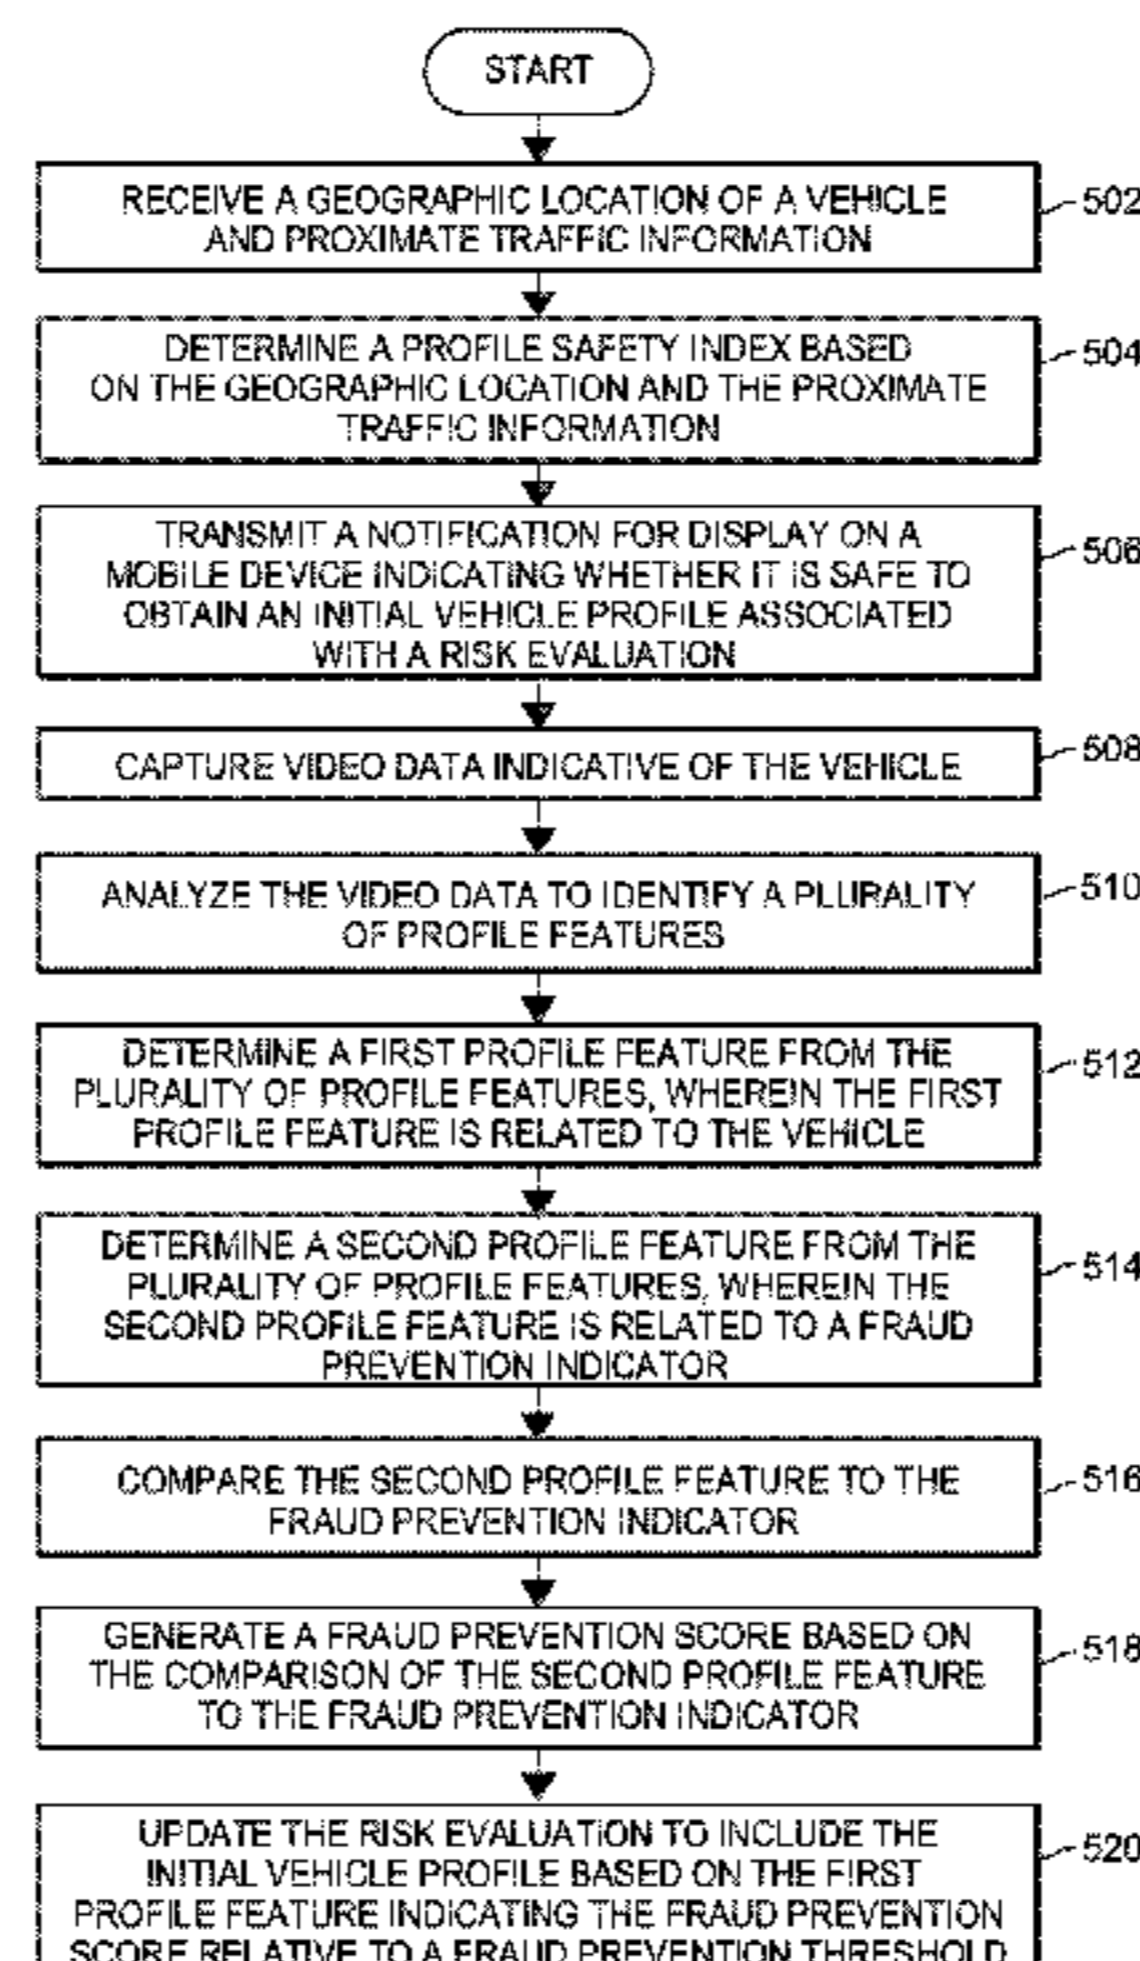 START
RECEIVE A GEOGRAPHIC LOCATION OF A VEHICLE
AND PROXIMATE TRAFFIC INFORMATION
502
DETERMINE A PROFILE SAFETY INDEX BASED
ON THE GEOGRAPHIC LOCATION AND THE PROXIMATE
TRAFFIC INFORMATION
504
TRANSMIT A NOTIFICATION FOR DISPLAY ON A
MOBILE DEVICE INDICATING WHETHER IT IS SAFE TO
OBTAIN AN INITIAL VEHICLE PROFILE ASSOCIATED
WITH A RISK EVALUATION
506
CAPTURE VIDEO DATA INDICATIVE OF THE VEHICLE
508
ANALYZE THE VIDEO DATA TO IDENTIFY A PLURALITY
OF PROFILE FEATURES
510
DETERMINE A FIRST PROFILE FEATURE FROM THE
PLURALITY OF PROFILE FEATURES, WHEREIN THE FIRST
PROFILE FEATURE IS RELATED TO THE VEHICLE
512
DETERMINE A SECOND PROFILE FEATURE FROM THE
PLURALITY OF PROFILE FEATURES, WHEREIN THE
SECOND PROFILE FEATURE IS RELATED TO A FRAUD
PREVENTION INDICATOR
514
COMPARE THE SECOND PROFILE FEATURE TO THE
FRAUD PREVENTION INDICATOR
516
GENERATE A FRAUD PREVENTION SCORE BASED ON
THE COMPARISON OF THE SECOND PROFILE FEATURE
TO THE FRAUD PREVENTION INDICATOR
518
UPDATE THE RISK EVALUATION TO INCLUDE THE
INITIAL VEHICLE PROFILE BASED ON THE FIRST
PROFILE FEATURE INDICATING THE FRAUD PREVENTION
SCORE RELATIVE TO A FRAUD PREVENTION THRESHOLD
520